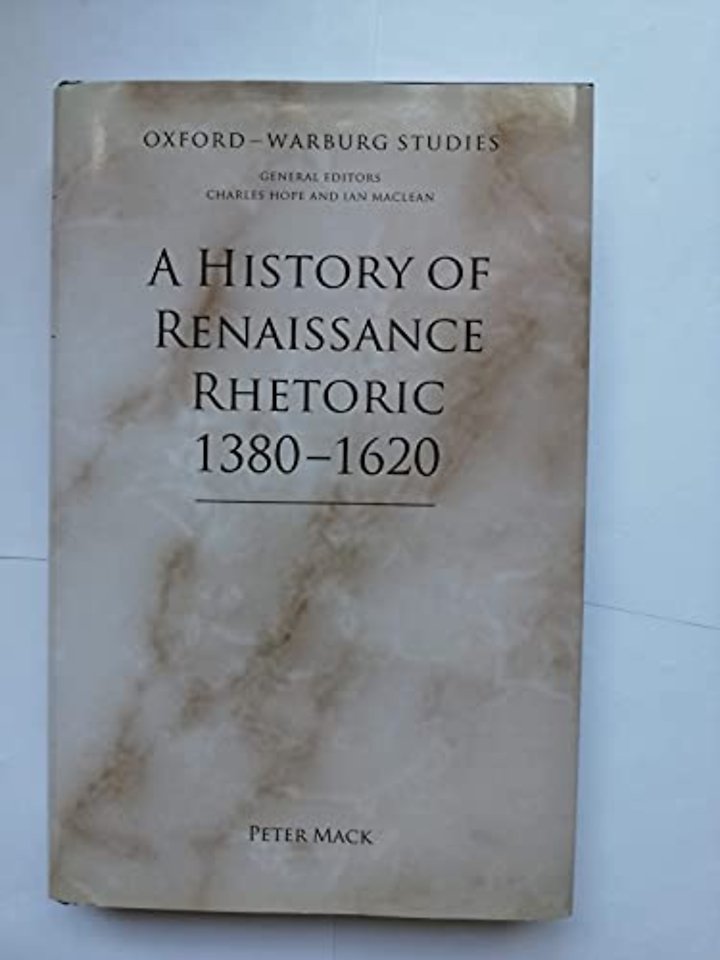 OXFORD–WARBURG STUDIES
GENERAL EDITORS
CHARLES HOPE AND IAN MACLEAN
A HISTORY OF
RENAISSANCE
RHETORIC
1380–1620
PETER MACK